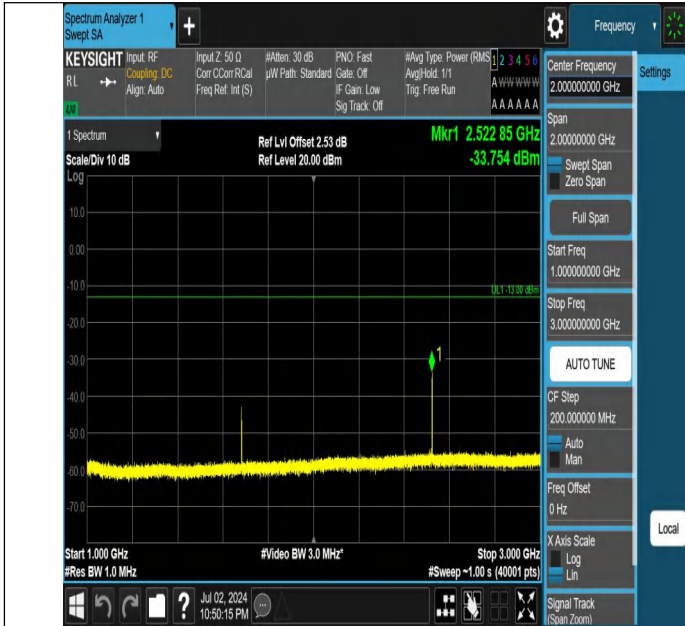 Spectrum Analyzer 1
Swept SA
+
Frequency
KEYSIGHT
RL
Input: RF
Coupling: DC
Align: Auto
Input Z: 50 Ω
Corr CCorr RCal
Freq Ref: Int (S)
#Atten: 30 dB
µW Path: Standard
PNO: Fast
Gate: Off
IF Gain: Low
Sig Track: Off
#Avg Type: Power (RMS
Avg|Hold: 1/1
Trig: Free Run
1 2 3 4 5 6
A W W W W W
A A A A A A
1 Spectrum
Scale/Div 10 dB
Ref Lvl Offset 2.53 dB
Ref Level 20.00 dBm
Mkr1 2.522 85 GHz
-33.754 dBm
Log
10.0
0.00
-10.0
DL1 -13.00 dBm
-20.0
-30.0
1
-40.0
-50.0
-60.0
-70.0
Start 1.000 GHz
#Res BW 1.0 MHz
#Video BW 3.0 MHz*
Stop 3.000 GHz
#Sweep ~1.00 s (40001 pts)
Center Frequency
2.000000000 GHz
Settings
Span
2.00000000 GHz
Swept Span
Zero Span
Full Span
Start Freq
1.000000000 GHz
Stop Freq
3.000000000 GHz
AUTO TUNE
CF Step
200.000000 MHz
Auto
Man
Freq Offset
0 Hz
Local
X Axis Scale
Log
Lin
Signal Track
(Span Zoom)
?
Jul 02, 2024
10:50:15 PM